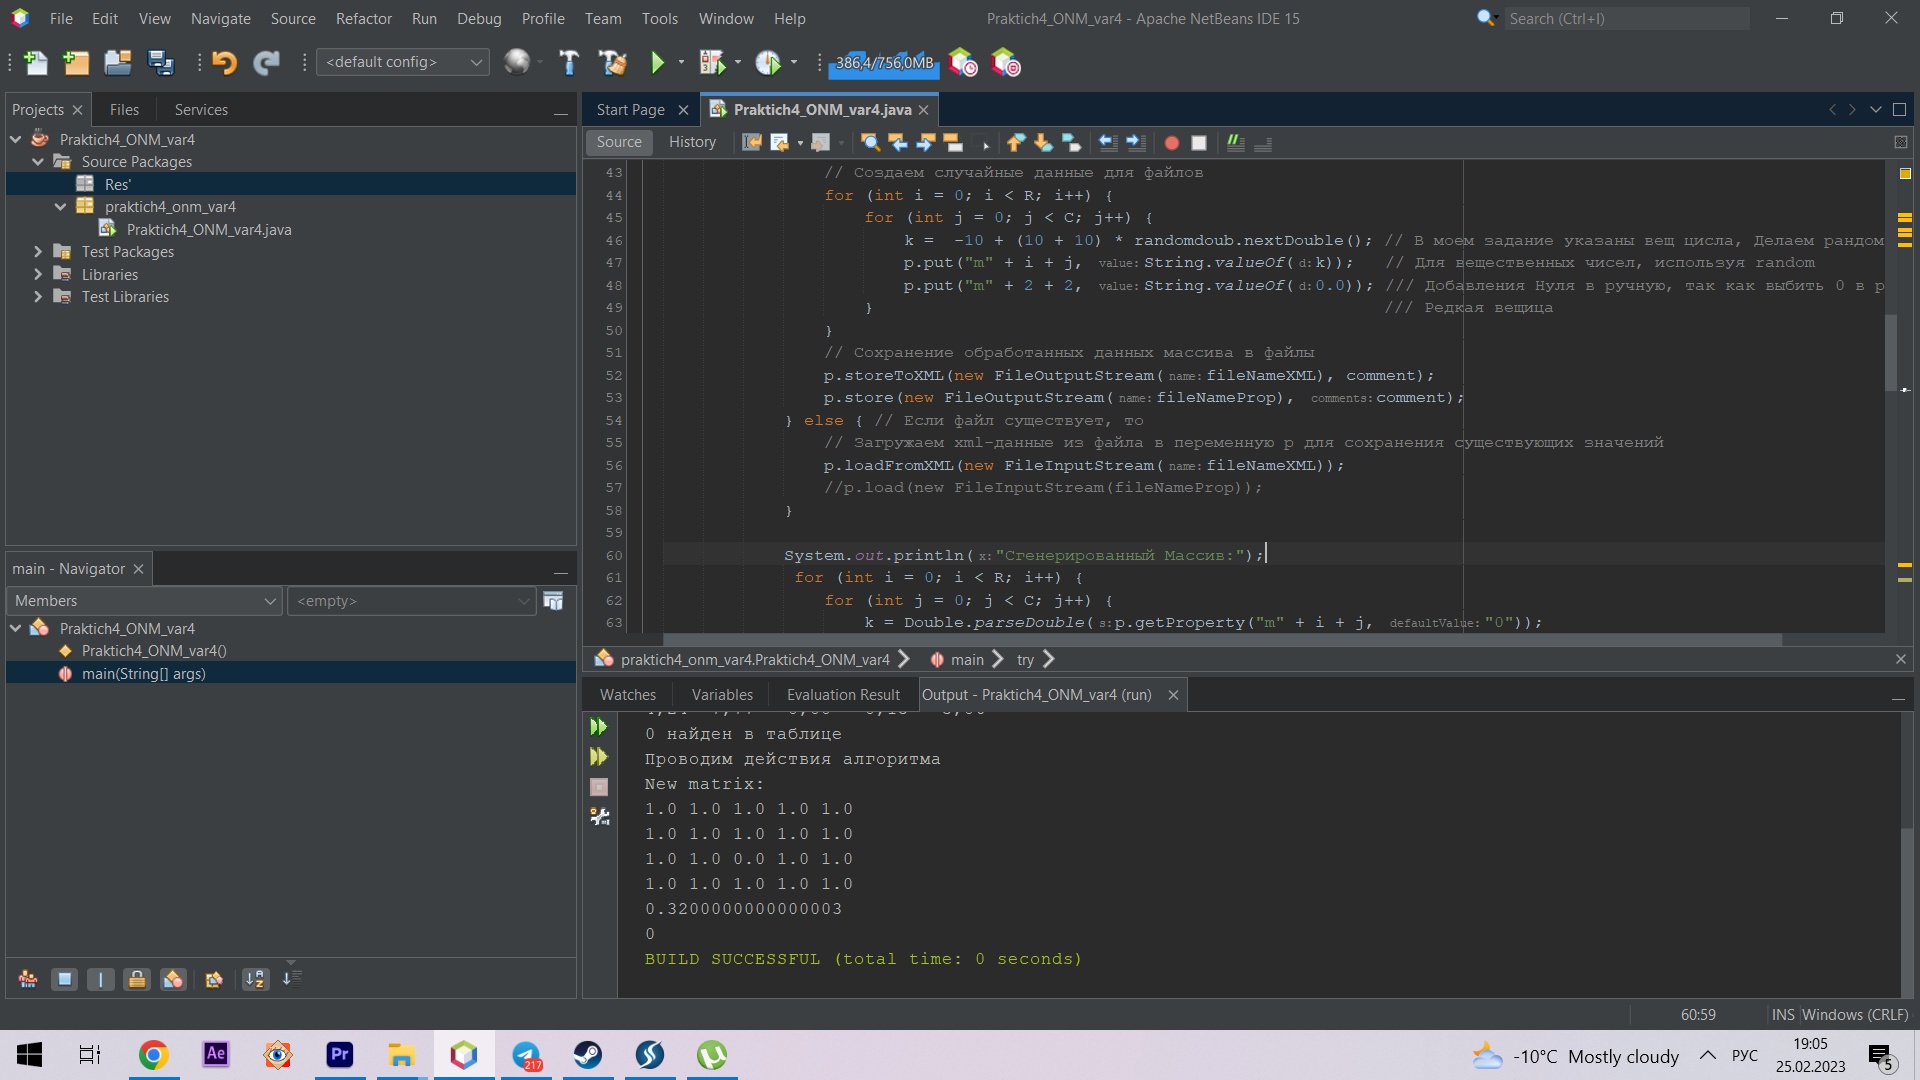 File Edit View Navigate Source Refactor Run Debug Profile Team Tools Window Help
Praktich4_ONM_var4 - Apache NetBeans IDE 15
Search (Ctrl+I)
<default config>
386,4/756,0MB
Projects Files Services
Praktich4_ONM_var4
Source Packages
Res'
praktich4_onm_var4
Praktich4_ONM_var4.java
Test Packages
Libraries
Test Libraries
main - Navigator
Members <empty>
Praktich4_ONM_var4
Praktich4_ONM_var4()
main(String[] args)
Start Page Praktich4_ONM_var4.java
Source History
43 // Создаем случайные данные для файлов
44 for (int i = 0; i < R; i++) {
45 for (int j = 0; j < C; j++) {
46 k = -10 + (10 + 10) * randomdoub.nextDouble(); // В моем задание указаны вещ цисла, Делаем рандом
47 p.put("m" + i + j, value: String.valueOf( d: k)); // Для вещественных чисел, используя random
48 p.put("m" + 2 + 2, value: String.valueOf( d: 0.0)); /// Добавления Нуля в ручную, так как выбить 0 в р
49 } /// Редкая вещица
50 }
51 // Сохранение обработанных данных массива в файлы
52 p.storeToXML(new FileOutputStream( name: fileNameXML), comment);
53 p.store(new FileOutputStream( name: fileNameProp), comments: comment);
54 } else { // Если файл существует, то
55 // Загружаем xml-данные из файла в переменную p для сохранения существующих значений
56 p.loadFromXML(new FileInputStream( name: fileNameXML));
57 //p.load(new FileInputStream(fileNameProp));
58 }
59
60 System.out.println( x: "Сгенерированный Массив:");
61 for (int i = 0; i < R; i++) {
62 for (int j = 0; j < C; j++) {
63 k = Double.parseDouble( s: p.getProperty("m" + i + j, defaultValue: "0"));
praktich4_onm_var4.Praktich4_ONM_var4 main try
Watches Variables Evaluation Result Output - Praktich4_ONM_var4 (run)
0 найден в таблице
Проводим действия алгоритма
New matrix:
1.0 1.0 1.0 1.0 1.0
1.0 1.0 1.0 1.0 1.0
1.0 1.0 0.0 1.0 1.0
1.0 1.0 1.0 1.0 1.0
0.3200000000000003
0
BUILD SUCCESSFUL (total time: 0 seconds)
60:59 INS Windows (CRLF)
Ae Pr 217
-10°C Mostly cloudy РУС
19:05
25.02.2023
5